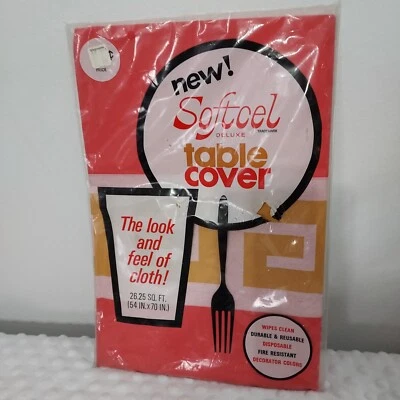 new!
Softcel
DELUXE
table
cover
The look
and
feel of
cloth!
26.25 SQ. FT.
(54 IN. x 70 IN.)
WIPES CLEAN
DURABLE & REUSABLE
DISPOSABLE
FIRE RESISTANT
DECORATOR COLORS